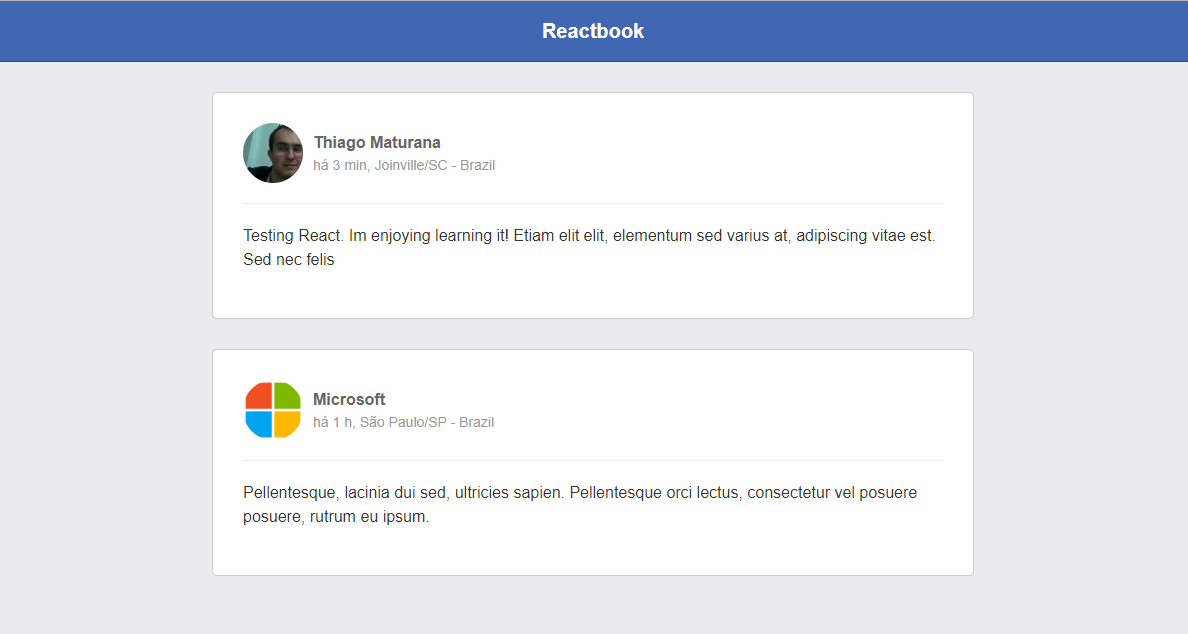 Reactbook
Thiago Maturana
há 3 min, Joinville/SC - Brazil
Testing React. Im enjoying learning it! Etiam elit elit, elementum sed varius at, adipiscing vitae est.
Sed nec felis
Microsoft
há 1 h, São Paulo/SP - Brazil
Pellentesque, lacinia dui sed, ultricies sapien. Pellentesque orci lectus, consectetur vel posuere
posuere, rutrum eu ipsum.